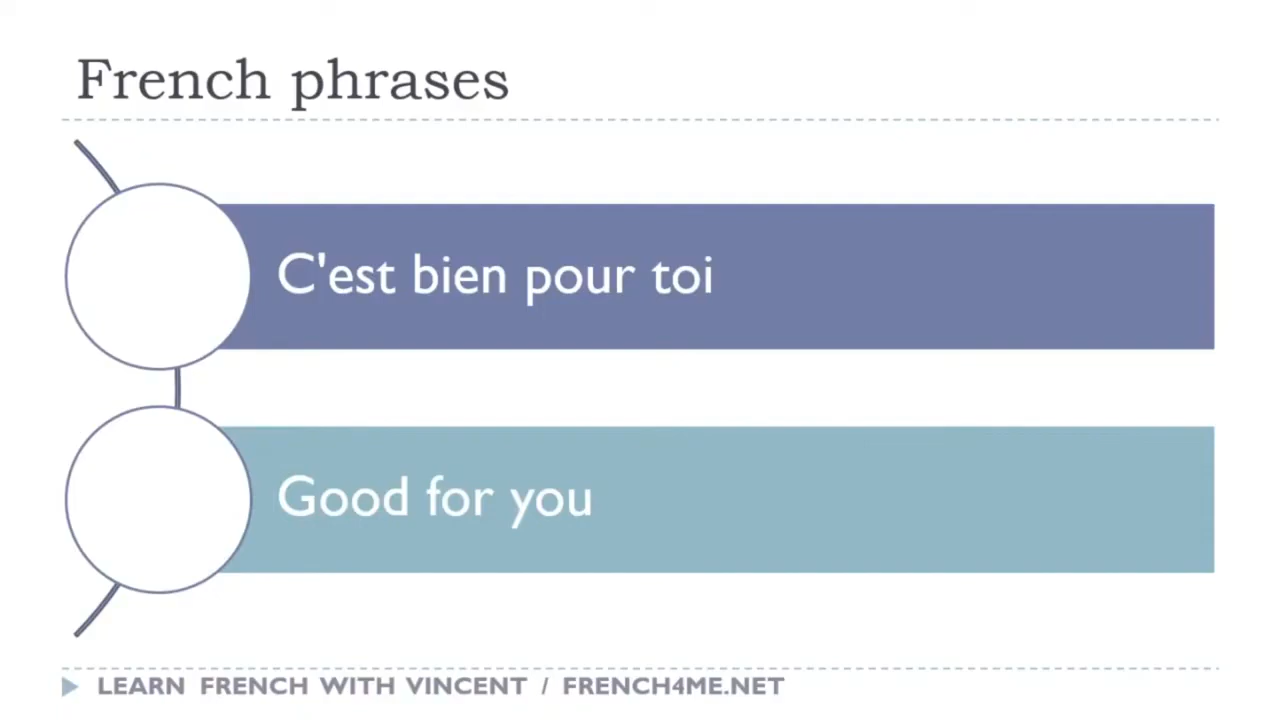 French phrases
C'est bien pour toi
Good for you
LEARN FRENCH WITH VINCENT / FRENCH4ME.NET